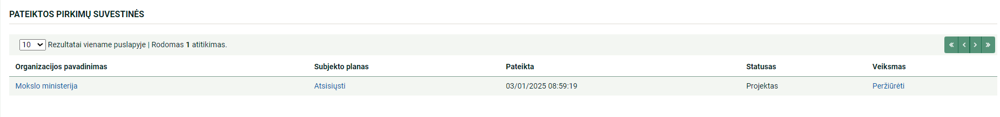 PATEIKTOS PIRKIMŲ SUVESTINĖS
10 Rezultatai viename puslapyje | Rodomas 1 atitikimas.
Organizacijos pavadinimas Subjekto planas Pateikta Statusas Veiksmas
Mokslo ministerija Atsisiųsti 03/01/2025 08:59:19 Projektas Peržiūrėti